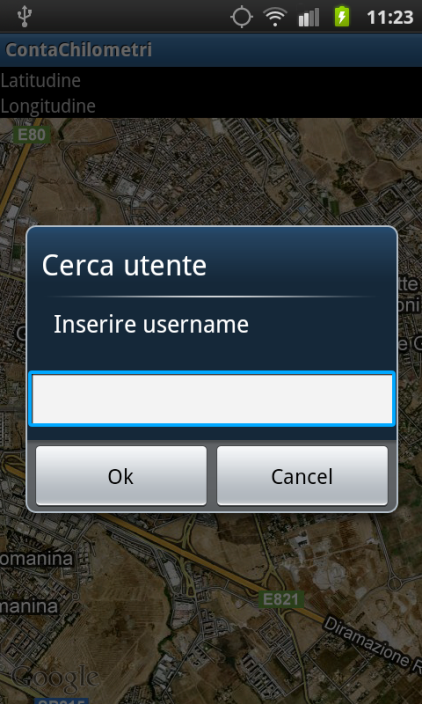 11:23
ContaChilometri
Latitudine
Longitudine
E80
Cerca utente
Inserire username
Ok
Cancel
omanina
manina
E821
Diramazione R
Google